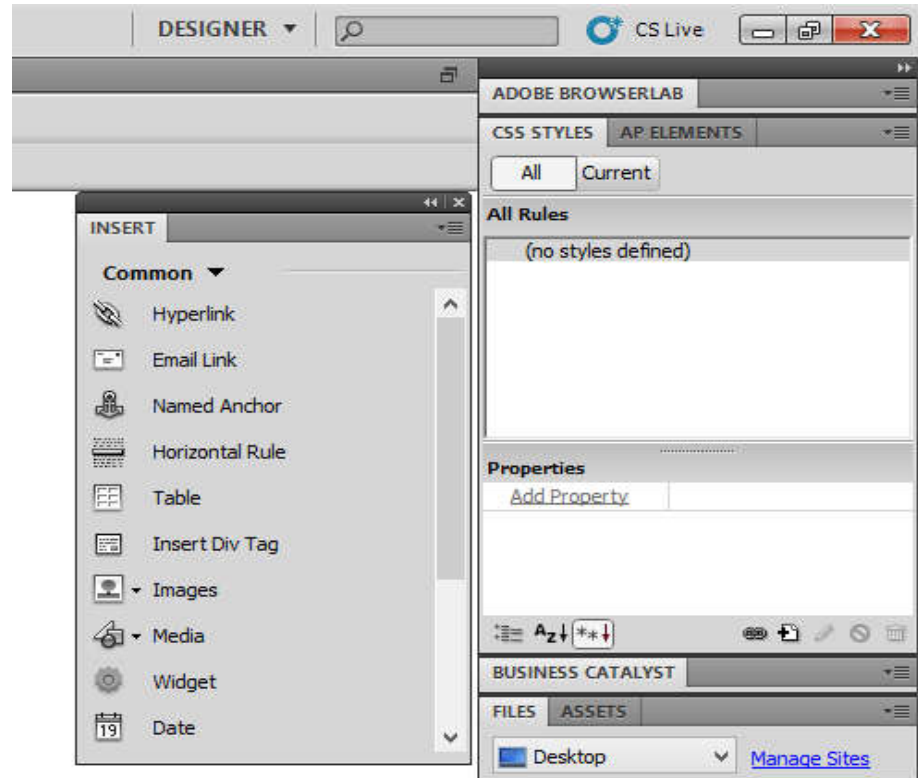 DESIGNER
CS Live
ADOBE BROWSERLAB
CSS STYLES AP ELEMENTS
All Current
All Rules
(no styles defined)
Properties
Add Property
BUSINESS CATALYST
FILES ASSETS
Desktop Manage Sites
INSERT
Common
Hyperlink
Email Link
Named Anchor
Horizontal Rule
Table
Insert Div Tag
Images
Media
Widget
19 Date